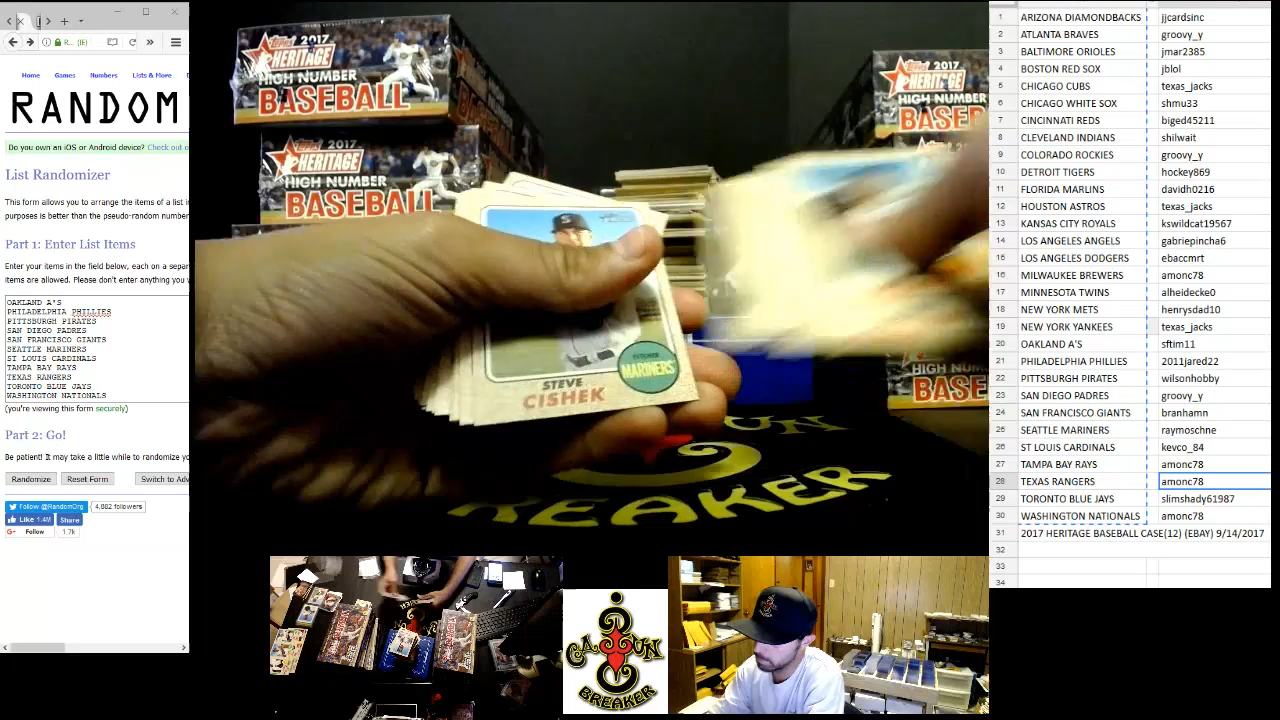 R... (IE)
Home Games Numbers Lists & More
RANDOM
Do you own an iOS or Android device? Check out
List Randomizer
This form allows you to arrange the items of a list in
purposes is better than the pseudo-random number
Part 1: Enter List Items
Enter your items in the field below, each on a
items are allowed. Please don't enter anything you
OAKLAND A'S
PHILADELPHIA PHILLIES
PITTSBURGH PIRATES
SAN DIEGO PADRES
SAN FRANCISCO GIANTS
SEATTLE MARINERS
ST LOUIS CARDINALS
TAMPA BAY RAYS
TEXAS RANGERS
TORONTO BLUE JAYS
WASHINGTON NATIONALS
(you're viewing this form securely)
Part 2: Go!
Be patient! It may take a little while to randomize
Randomize Reset Form Switch to
Follow @RandomOrg 4,882 followers
Like 1.4M Share
Follow 1.7k
TOPPS 2017
HERITAGE
HIGH NUMBER
BASEBALL
TOPPS 2017
HERITAGE
HIGH NUMBER
BASEBALL
TOPPS 2017
HERITAGE
HIGH NUMBER
STEVE
CISHEK
PITCHER
MARINERS
CAJUN
BREAKER
1 ARIZONA DIAMONDBACKS jjcardsinc
2 ATLANTA BRAVES groovy_y
3 BALTIMORE ORIOLES jmar2385
4 BOSTON RED SOX jblol
5 CHICAGO CUBS texas_jacks
6 CHICAGO WHITE SOX shmu33
7 CINCINNATI REDS biged45211
8 CLEVELAND INDIANS shilwait
9 COLORADO ROCKIES groovy_y
10 DETROIT TIGERS hockey869
11 FLORIDA MARLINS davidh0216
12 HOUSTON ASTROS texas_jacks
13 KANSAS CITY ROYALS kswildcat19567
14 LOS ANGELES ANGELS gabriepincha6
15 LOS ANGELES DODGERS ebaccmrt
16 MILWAUKEE BREWERS amonc78
17 MINNESOTA TWINS alheidecke0
18 NEW YORK METS henrysdad10
19 NEW YORK YANKEES texas_jacks
20 OAKLAND A'S sftim11
21 PHILADELPHIA PHILLIES 2011jared22
22 PITTSBURGH PIRATES wilsonhobby
23 SAN DIEGO PADRES groovy_y
24 SAN FRANCISCO GIANTS branhamn
25 SEATTLE MARINERS raymoschne
26 ST LOUIS CARDINALS kevco_84
27 TAMPA BAY RAYS amonc78
28 TEXAS RANGERS amonc78
29 TORONTO BLUE JAYS slimshady61987
30 WASHINGTON NATIONALS amonc78
31 2017 HERITAGE BASEBALL CASE(12) (EBAY) 9/14/2017
32
33
34